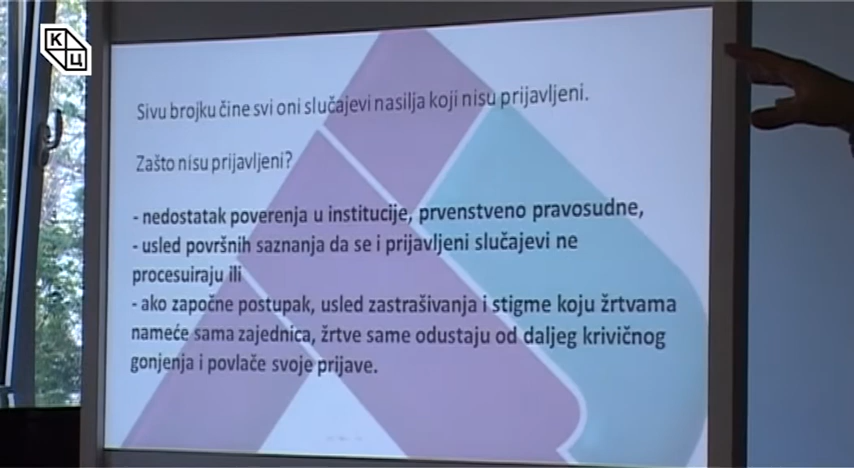 КЦ
Sivu brojku čine svi oni slučajevi nasilja koji nisu prijavljeni.
Zašto nisu prijavljeni?
- nedostatak poverenja u institucije, prvenstveno pravosudne,
- usled površnih saznanja da se i prijavljeni slučajevi ne
procesuiraju ili
- ako započne postupak, usled zastrašivanja i stigme koju žrtvama
nameće sama zajednica, žrtve same odustaju od daljeg krivičnog
gonjenja i povlače svoje prijave.